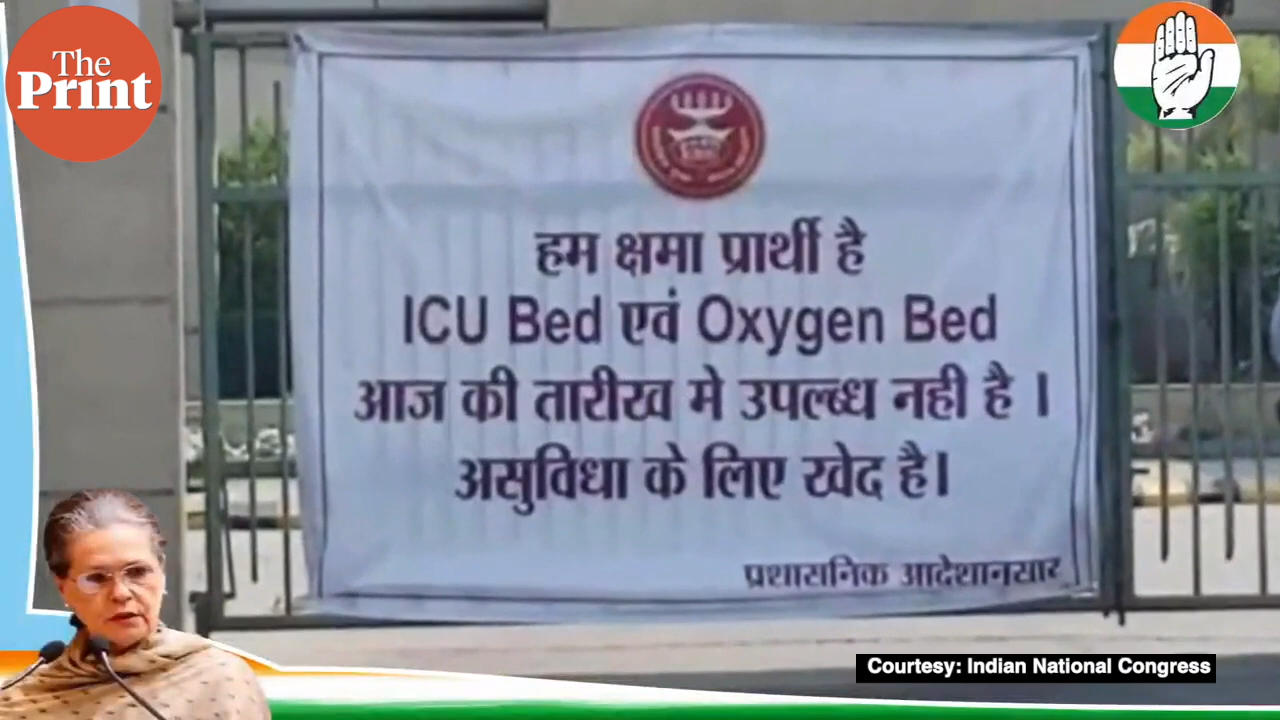 The
Print
हम क्षमा प्रार्थी है
ICU Bed एवं Oxygen Bed
आज की तारीख मे उपल्ब्ध नही है ।
असुविधा के लिए खेद है।
प्रशासनिक आदेशानुसार
Courtesy: Indian National Congress